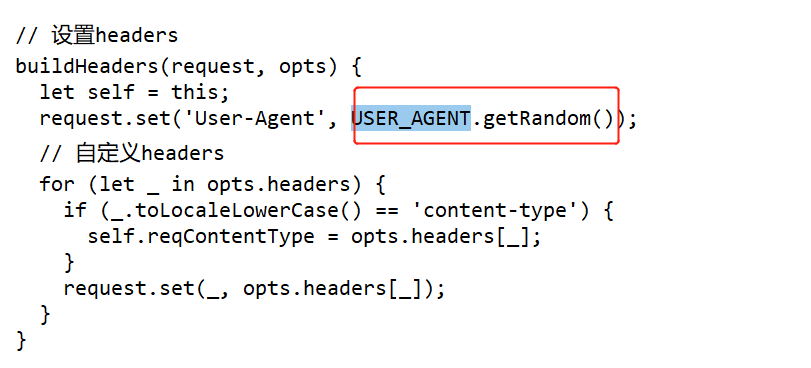 // 设置headers
buildHeaders(request, opts) {
let self = this;
request.set('User-Agent', USER_AGENT.getRandom());
// 自定义headers
for (let _ in opts.headers) {
if (_.toLocaleLowerCase() == 'content-type') {
self.reqContentType = opts.headers[_];
}
request.set(_, opts.headers[_]);
}
}